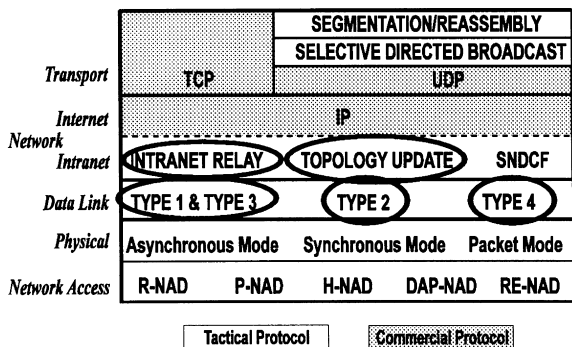 SEGMENTATION/REASSEMBLY
SELECTIVE DIRECTED BROADCAST
Transport TCP UDP
Internet IP
Network
Intranet INTRANET RELAY TOPOLOGY UPDATE SNDCF
Data Link TYPE 1 & TYPE 3 TYPE 2 TYPE 4
Physical Asynchronous Mode Synchronous Mode Packet Mode
Network Access R-NAD P-NAD H-NAD DAP-NAD RE-NAD
Tactical Protocol Commercial Protocol